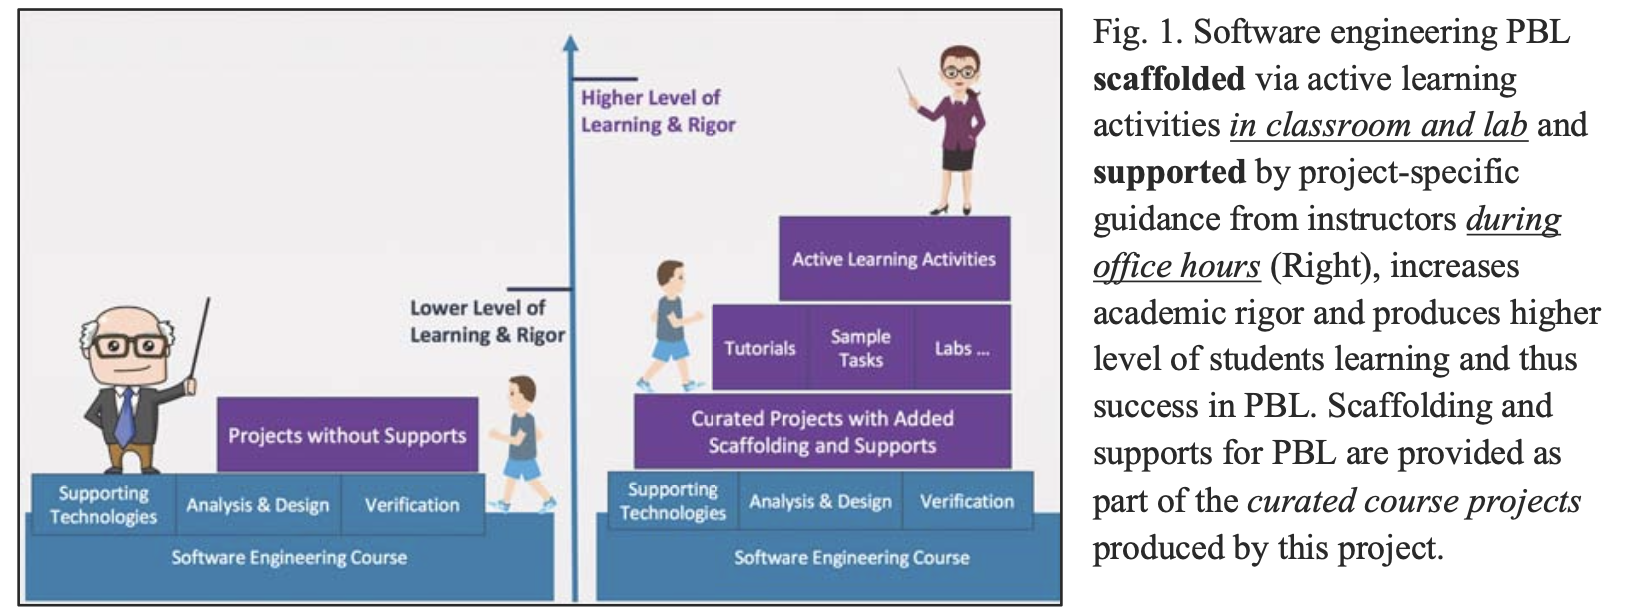 Higher Level of
Learning & Rigor
Lower Level of
Learning & Rigor
Projects without Supports
Supporting
Technologies
Analysis & Design
Verification
Software Engineering Course
Active Learning Activities
Tutorials
Sample
Tasks
Labs ...
Curated Projects with Added
Scaffolding and Supports
Supporting
Technologies
Analysis & Design
Verification
Software Engineering Course
Fig. 1. Software engineering PBL
scaffolded via active learning
activities in classroom and lab and
supported by project-specific
guidance from instructors during
office hours (Right), increases
academic rigor and produces higher
level of students learning and thus
success in PBL. Scaffolding and
supports for PBL are provided as
part of the curated course projects
produced by this project.